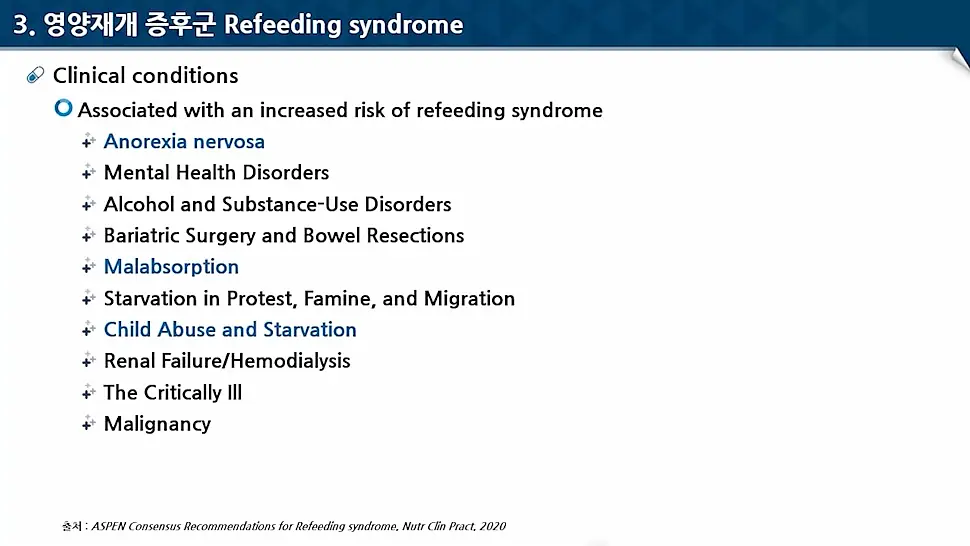 3. 영양재개 증후군 Refeeding syndrome
Clinical conditions
Associated with an increased risk of refeeding syndrome
Anorexia nervosa
Mental Health Disorders
Alcohol and Substance-Use Disorders
Bariatric Surgery and Bowel Resections
Malabsorption
Starvation in Protest, Famine, and Migration
Child Abuse and Starvation
Renal Failure/Hemodialysis
The Critically Ill
Malignancy
출처 : ASPEN Consensus Recommendations for Refeeding syndrome, Nutr Clin Pract, 2020